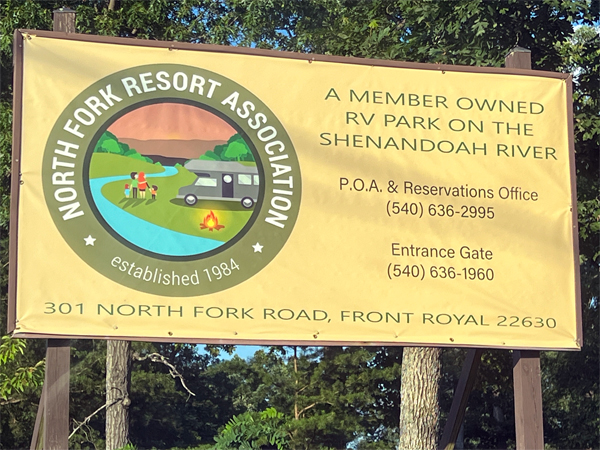 NORTH FORK RESORT ASSOCIATION
established 1984
A MEMBER OWNED
RV PARK ON THE
SHENANDOAH RIVER
P.O.A. & Reservations Office
(540) 636-2995
Entrance Gate
(540) 636-1960
301 NORTH FORK ROAD, FRONT ROYAL 22630